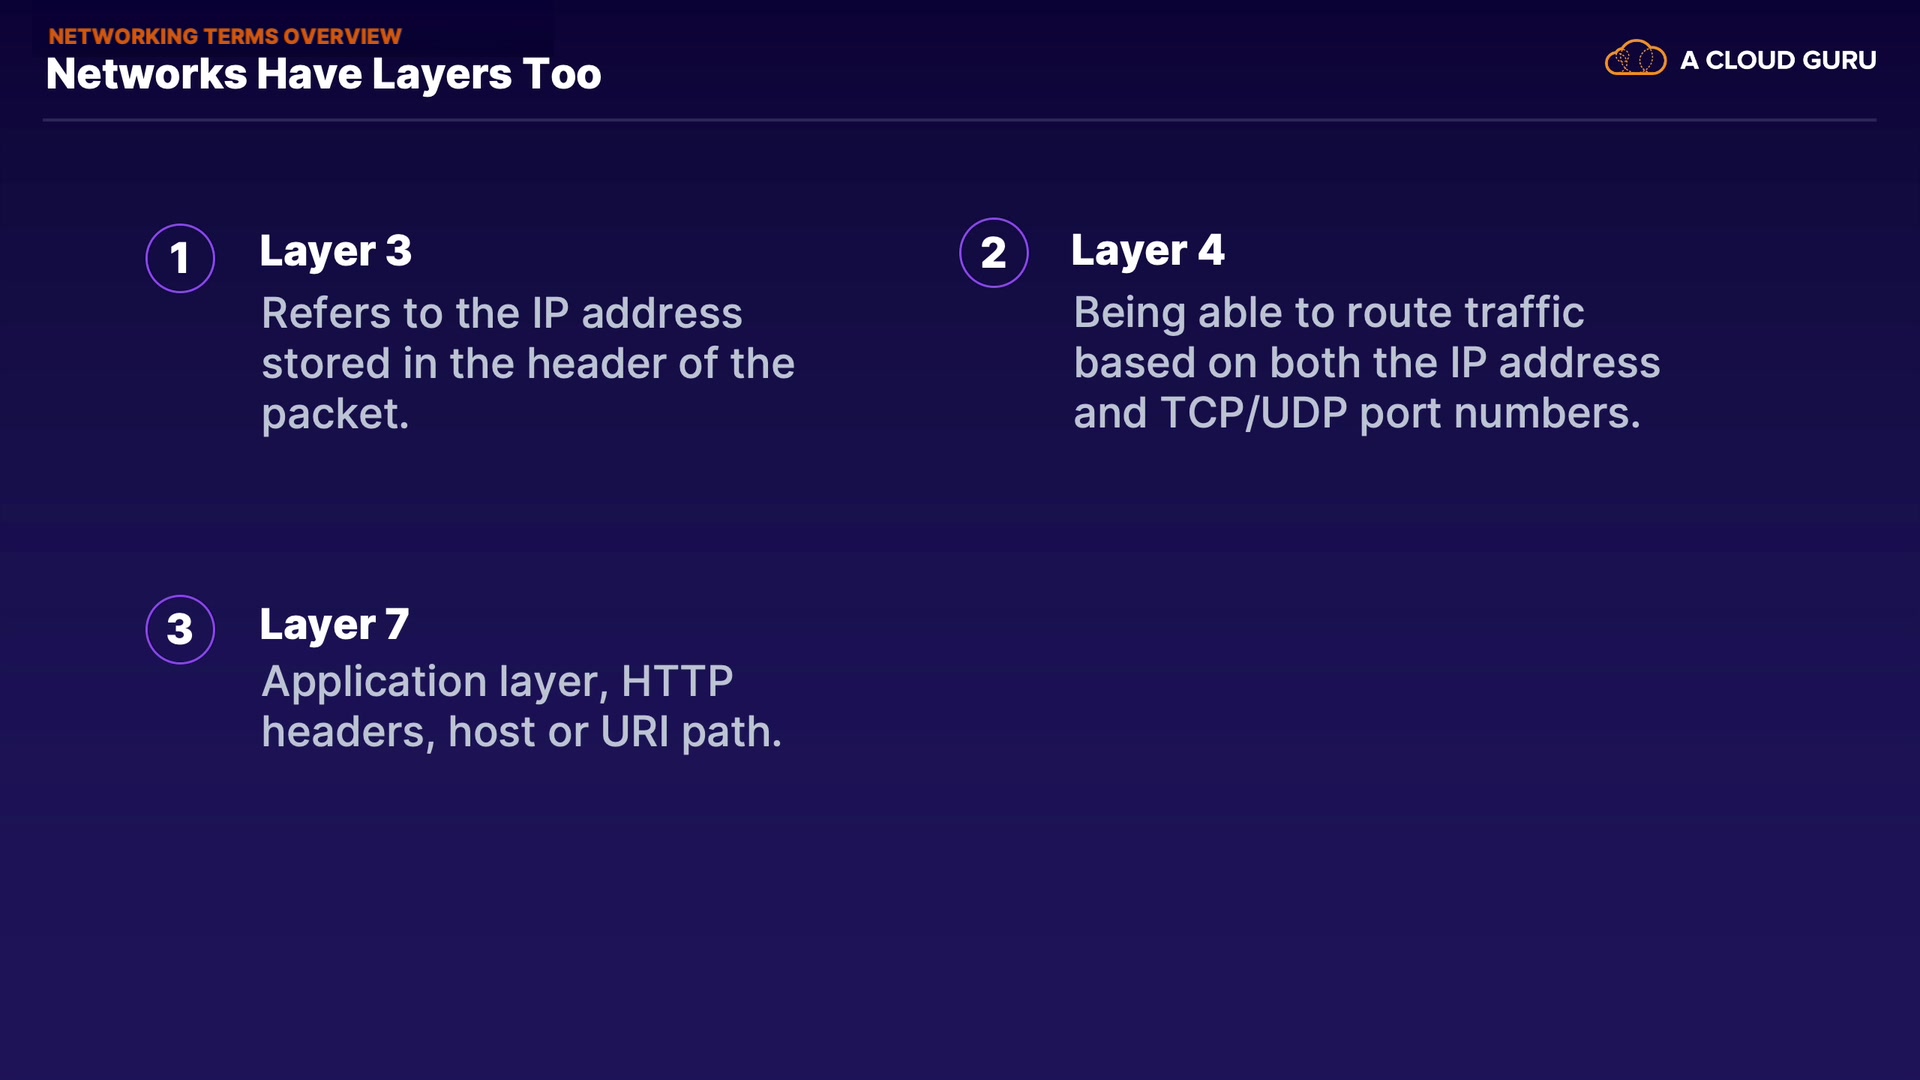 NETWORKING TERMS OVERVIEW
Networks Have Layers Too
A CLOUD GURU
1
Layer 3
Refers to the IP address
stored in the header of the
packet.
2
Layer 4
Being able to route traffic
based on both the IP address
and TCP/UDP port numbers.
3
Layer 7
Application layer, HTTP
headers, host or URI path.